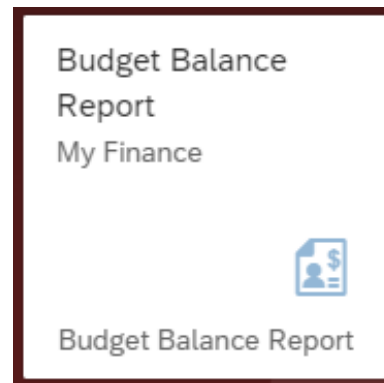 Budget Balance
Report
My Finance
$
Budget Balance Report